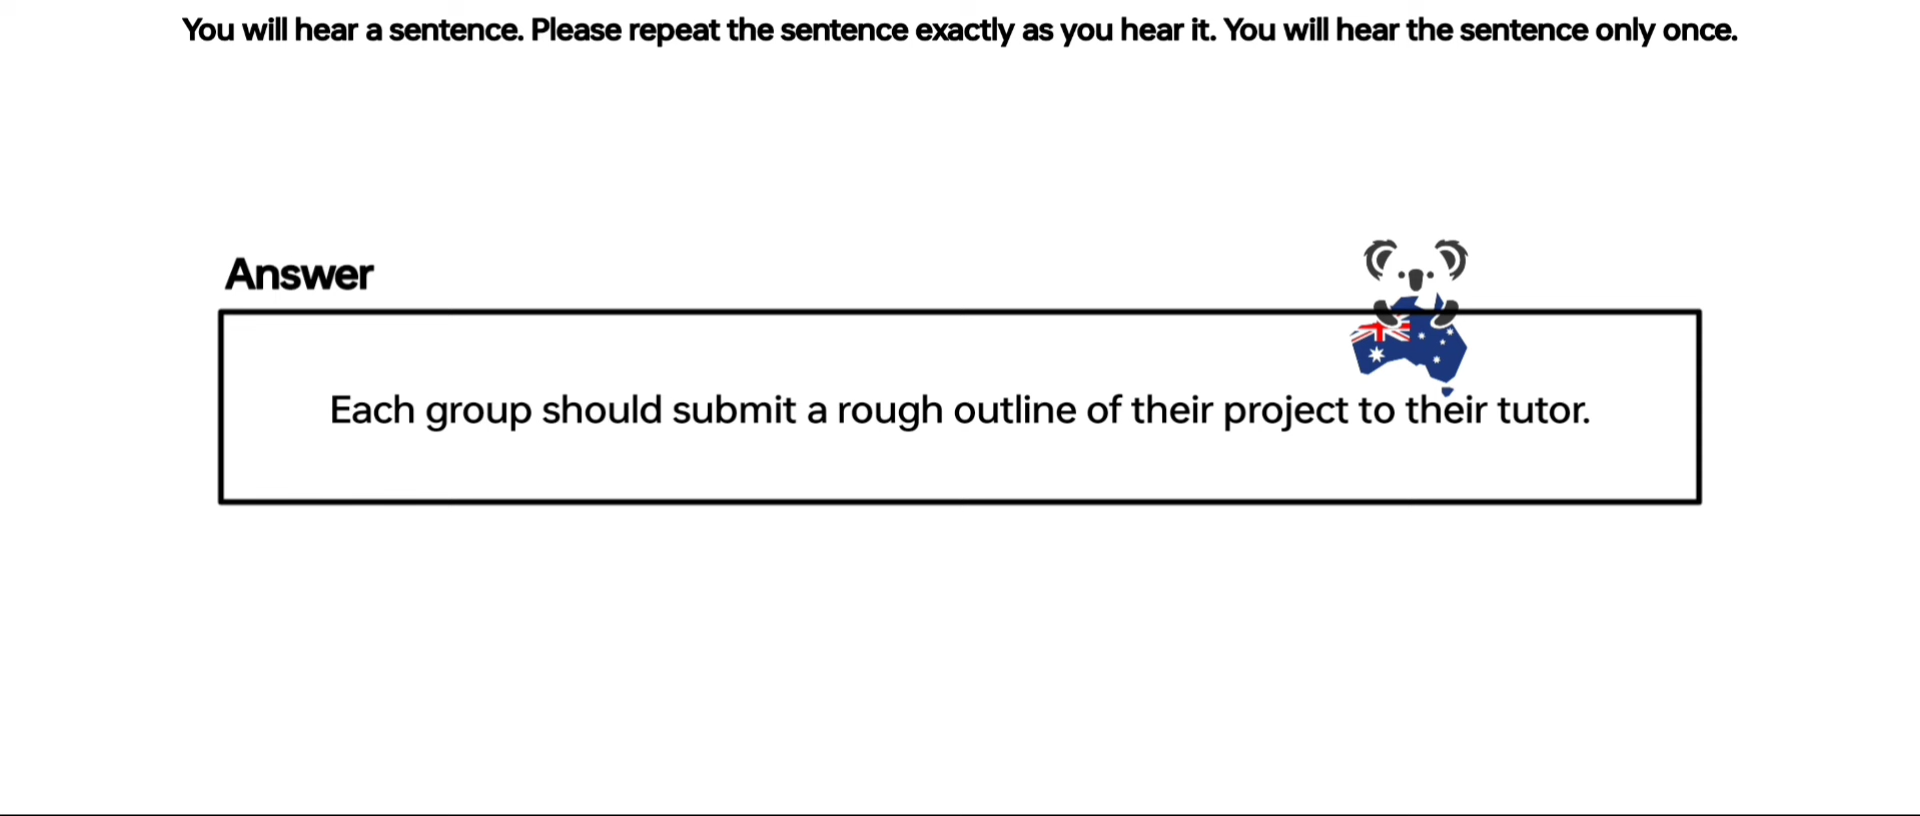 You will hear a sentence. Please repeat the sentence exactly as you hear it. You will hear the sentence only once.
Answer
Each group should submit a rough outline of their project to their tutor.